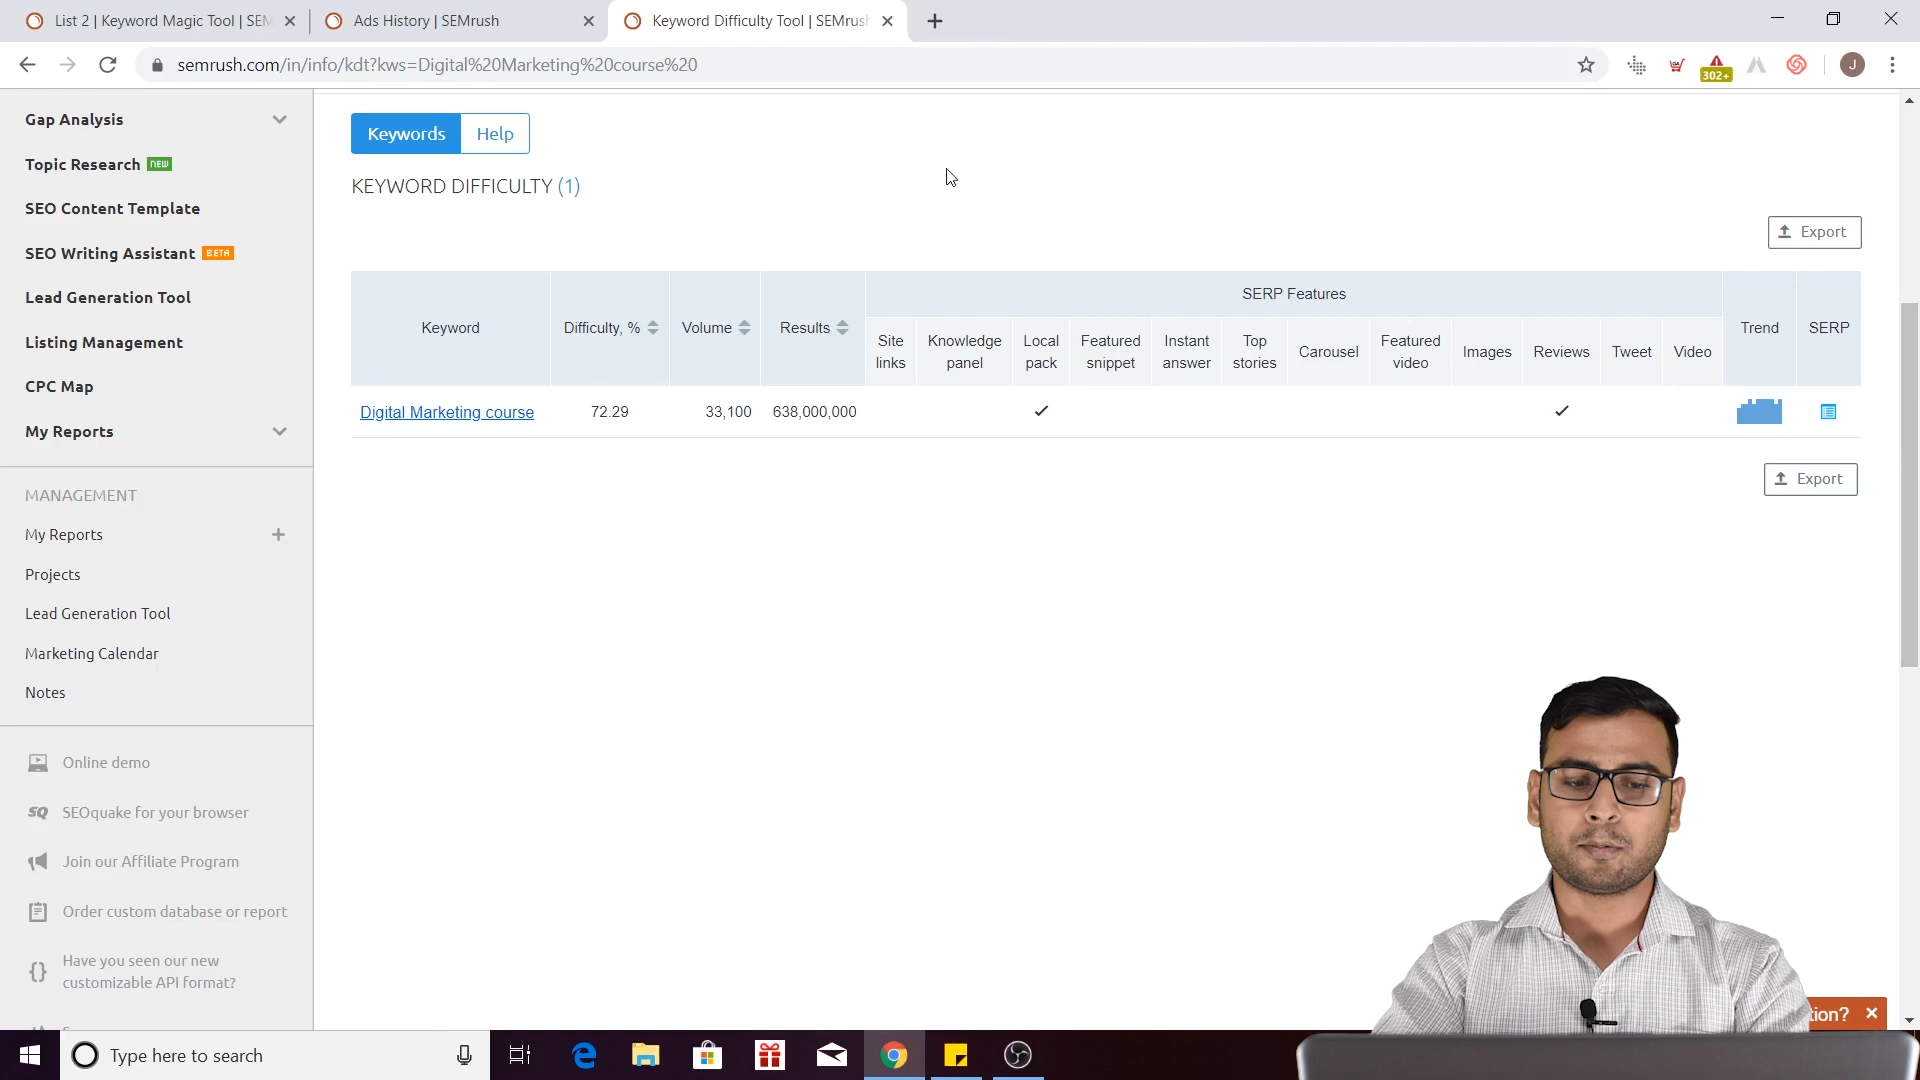 List 2 | Keyword Magic Tool | SEM
Ads History | SEMrush
Keyword Difficulty Tool | SEMrush
semrush.com/in/info/kdt?kws=Digital%20Marketing%20course%20
302+
J
Gap Analysis
Topic Research new
SEO Content Template
SEO Writing Assistant BETA
Lead Generation Tool
Listing Management
CPC Map
My Reports
MANAGEMENT
My Reports +
Projects
Lead Generation Tool
Marketing Calendar
Notes
Online demo
SQ SEOquake for your browser
Join our Affiliate Program
Order custom database or report
{} Have you seen our new
customizable API format?
Keywords Help
KEYWORD DIFFICULTY (1)
Export
Keyword Difficulty, % Volume Results SERP Features Trend SERP
Site links Knowledge panel Local pack Featured snippet Instant answer Top stories Carousel Featured video Images Reviews Tweet Video
Digital Marketing course 72.29 33,100 638,000,000 ✓ ✓
Export
tion? ×
Type here to search